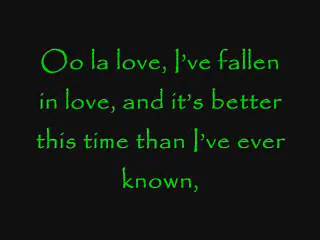 Oo la love, I've fallen
in love, and it's better
this time than I've ever
known,